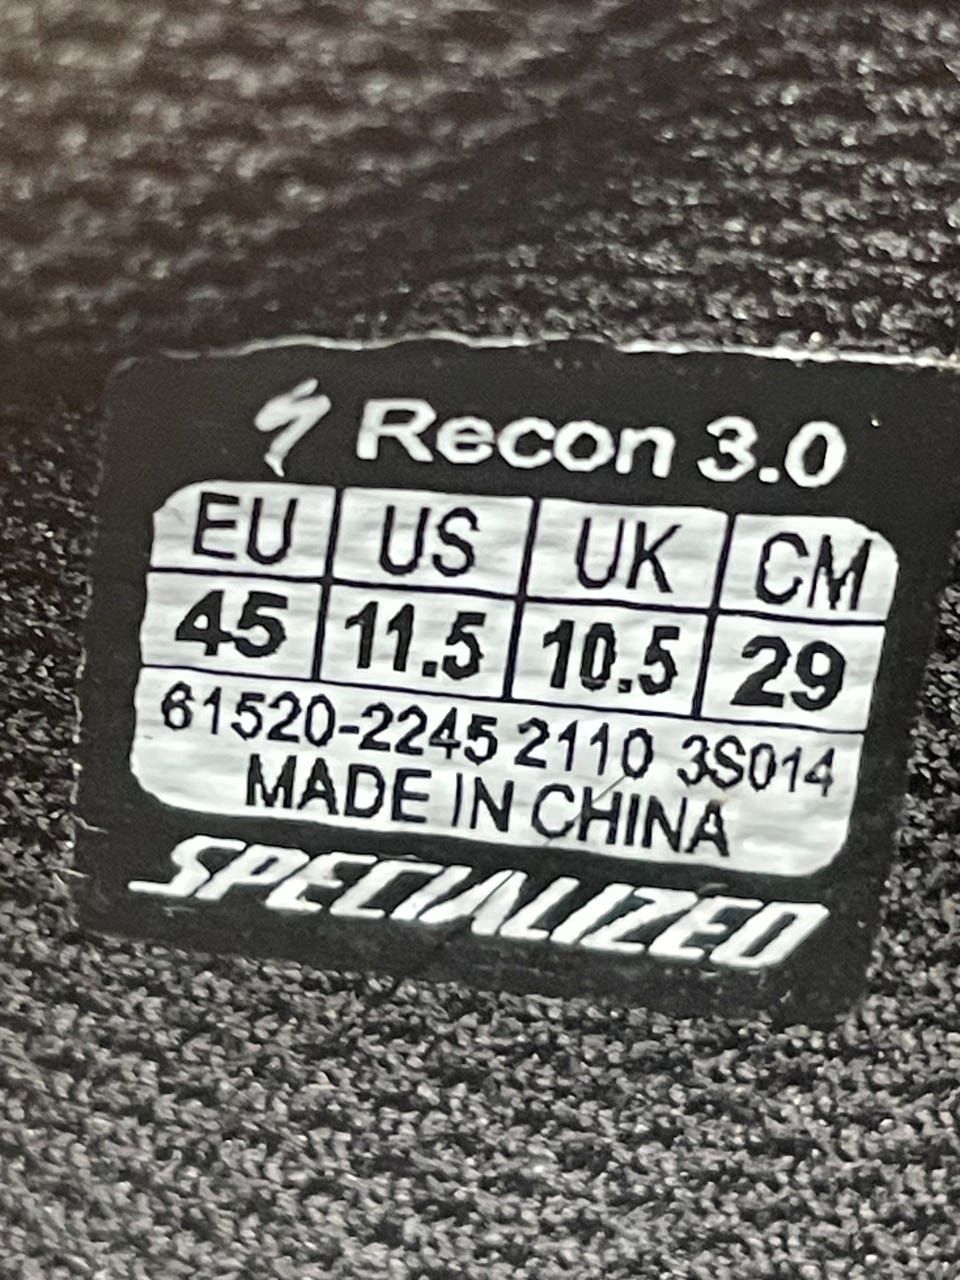 Recon 3.0
EU US UK CM
45 11.5 10.5 29
61520-2245 2110 3S014
MADE IN CHINA
SPECIALIZED